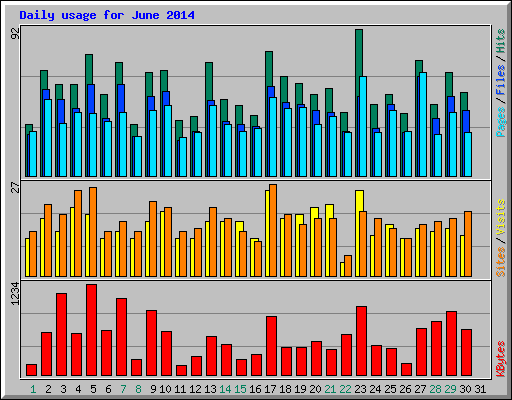 Daily usage for June 2014
92
Pages / Files / Hits
27
Sites / Visits
1234
KBytes
1 2 3 4 5 6 7 8 9 10 11 12 13 14 15 16 17 18 19 20 21 22 23 24 25 26 27 28 29 30 31